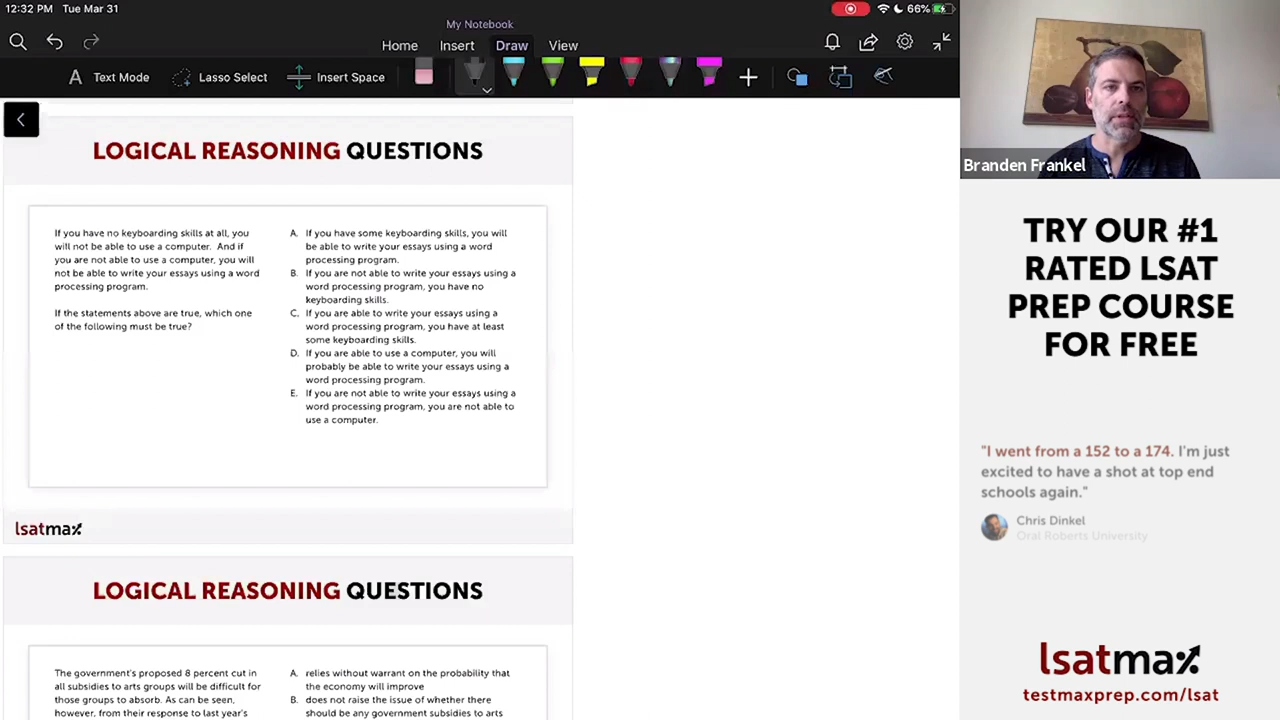 12:32 PM Tue Mar 31
66%
My Notebook
Home Insert Draw View
A Text Mode Lasso Select Insert Space
LOGICAL REASONING QUESTIONS
If you have no keyboarding skills at all, you
will not be able to use a computer. And if
you are not able to use a computer, you will
not be able to write your essays using a word
processing program.
If the statements above are true, which one
of the following must be true?
A. If you have some keyboarding skills, you will
be able to write your essays using a word
processing program.
B. If you are not able to write your essays using a
word processing program, you have no
keyboarding skills.
C. If you are able to write your essays using a
word processing program, you have at least
some keyboarding skills.
D. If you are able to use a computer, you will
probably be able to write your essays using a
word processing program.
E. If you are not able to write your essays using a
word processing program, you are not able to
use a computer.
lsatmax
LOGICAL REASONING QUESTIONS
The government's proposed 8 percent cut in
all subsidies to arts groups will be difficult for
those groups to absorb. As can be seen,
however, from their response to last year's
A. relies without warrant on the probability that
the economy will improve
B. does not raise the issue of whether there
should be any government subsidies to arts
Branden Frankel
TRY OUR #1
RATED LSAT
PREP COURSE
FOR FREE
"I went from a 152 to a 174. I'm just
excited to have a shot at top end
schools again."
Chris Dinkel
Oral Roberts University
lsatmax
testmaxprep.com/lsat